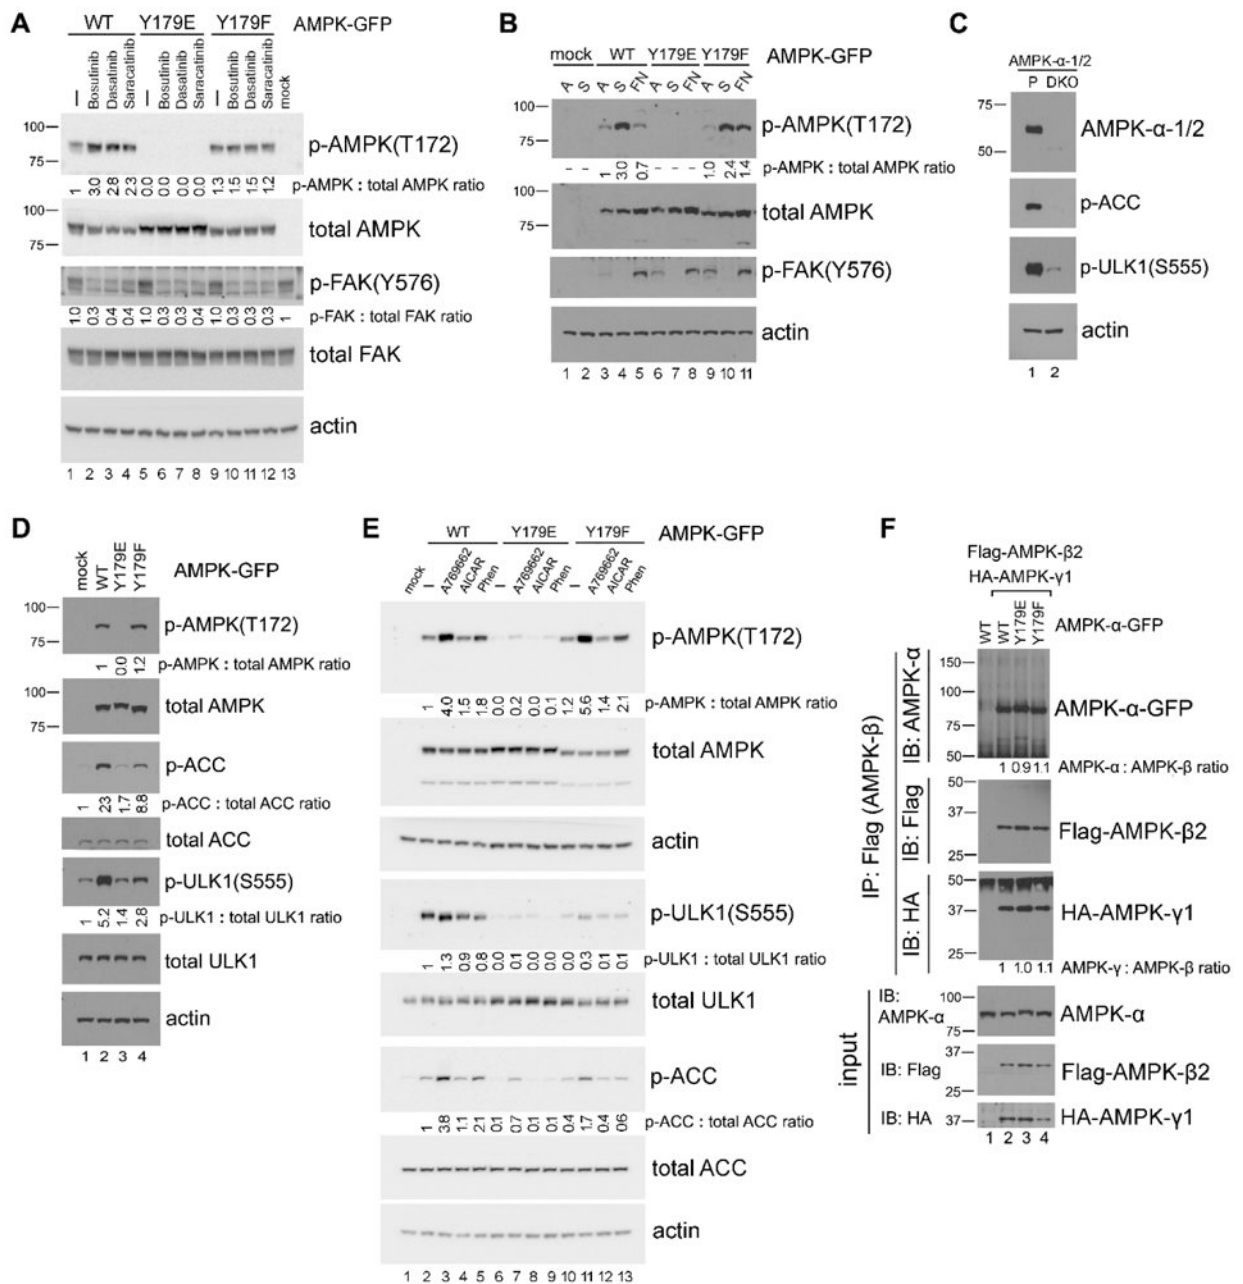 A
WT Y179E Y179F AMPK-GFP
— Bosutinib Dasatinib Saracatinib — Bosutinib Dasatinib Saracatinib — Bosutinib Dasatinib Saracatinib mock
100
75
p-AMPK(T172)
1 3.0 2.8 2.3 0.0 0.0 0.0 0.0 1.3 1.5 1.5 1.2 p-AMPK : total AMPK ratio
100
75
total AMPK
p-FAK(Y576)
1.0 0.3 0.4 0.4 1.0 0.3 0.3 0.4 1.0 0.3 0.3 0.3 1 p-FAK : total FAK ratio
total FAK
actin
1 2 3 4 5 6 7 8 9 10 11 12 13
B
mock WT Y179E Y179F AMPK-GFP
A S A S FN A S FN A S FN
100
75
p-AMPK(T172)
- - 1 3.0 0.7 - - - 1.0 2.4 1.4 p-AMPK : total AMPK ratio
100
75
total AMPK
p-FAK(Y576)
actin
1 2 3 4 5 6 7 8 9 10 11
C
AMPK-α-1/2
P DKO
75
50
AMPK-α-1/2
p-ACC
p-ULK1(S555)
actin
1 2
D
mock WT Y179E Y179F AMPK-GFP
100
75
p-AMPK(T172)
1 0.0 1.2
p-AMPK : total AMPK ratio
100
75
total AMPK
p-ACC
1 23 1.7 8.8
p-ACC : total ACC ratio
total ACC
p-ULK1(S555)
1 5.2 1.4 2.8
p-ULK1 : total ULK1 ratio
total ULK1
actin
1 2 3 4
E
WT Y179E Y179F AMPK-GFP
mock — A769662 AICAR Phen — A769662 AICAR Phen — A769662 AICAR Phen
p-AMPK(T172)
1 4.0 1.5 1.8 0.0 0.2 0.0 0.1 1.2 5.6 1.4 2.1 p-AMPK : total AMPK ratio
total AMPK
actin
p-ULK1(S555)
1 1.3 0.9 0.8 0.0 0.1 0.0 0.0 0.0 0.3 0.1 0.1 p-ULK1 : total ULK1 ratio
total ULK1
p-ACC
1 3.8 1.1 2.1 0.1 0.7 0.1 0.1 0.4 1.7 0.4 0.6 p-ACC : total ACC ratio
total ACC
actin
1 2 3 4 5 6 7 8 9 10 11 12 13
F
Flag-AMPK-β2
HA-AMPK-γ1
WT WT Y179E Y179F AMPK-α-GFP
IP: Flag (AMPK-β)
IB: AMPK-α
150
100
75
50
AMPK-α-GFP
1 0.9 1.1 AMPK-α : AMPK-β ratio
IB: Flag
50
37
25
Flag-AMPK-β2
IB: HA
50
37
25
HA-AMPK-γ1
1 1.0 1.1 AMPK-γ : AMPK-β ratio
input
IB: AMPK-α
100
75
AMPK-α
IB: Flag
37
25
Flag-AMPK-β2
IB: HA
37
HA-AMPK-γ1
1 2 3 4